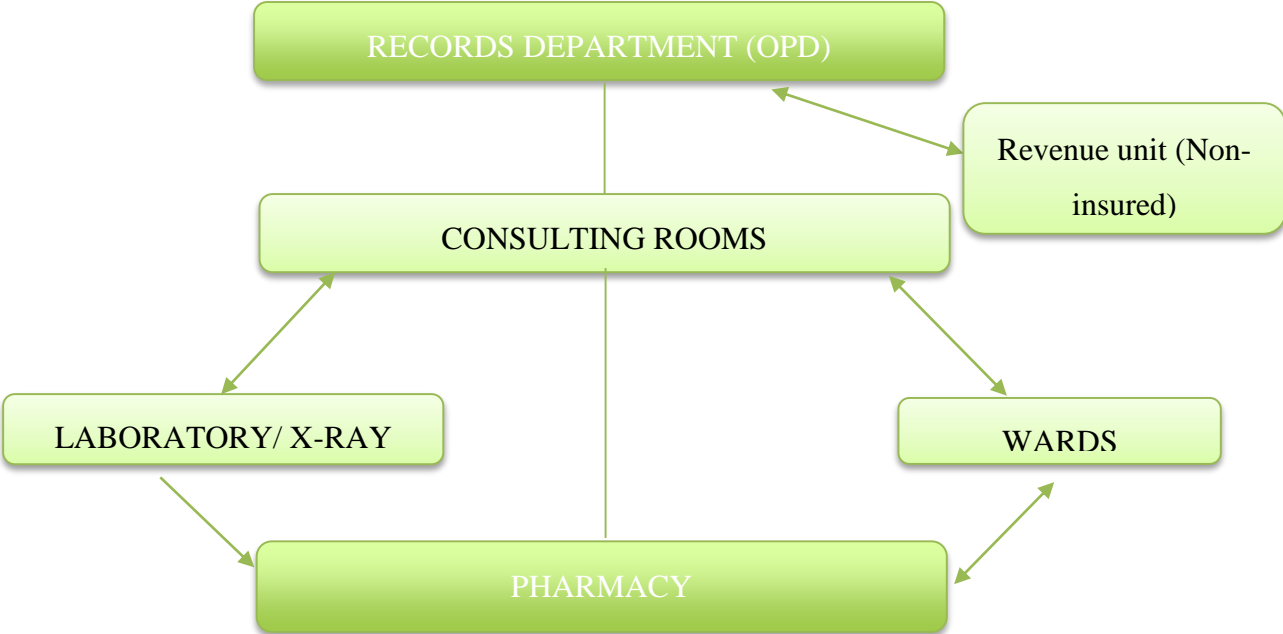 RECORDS DEPARTMENT (OPD)
Revenue unit (Non-
insured)
CONSULTING ROOMS
LABORATORY/ X-RAY
WARDS
PHARMACY